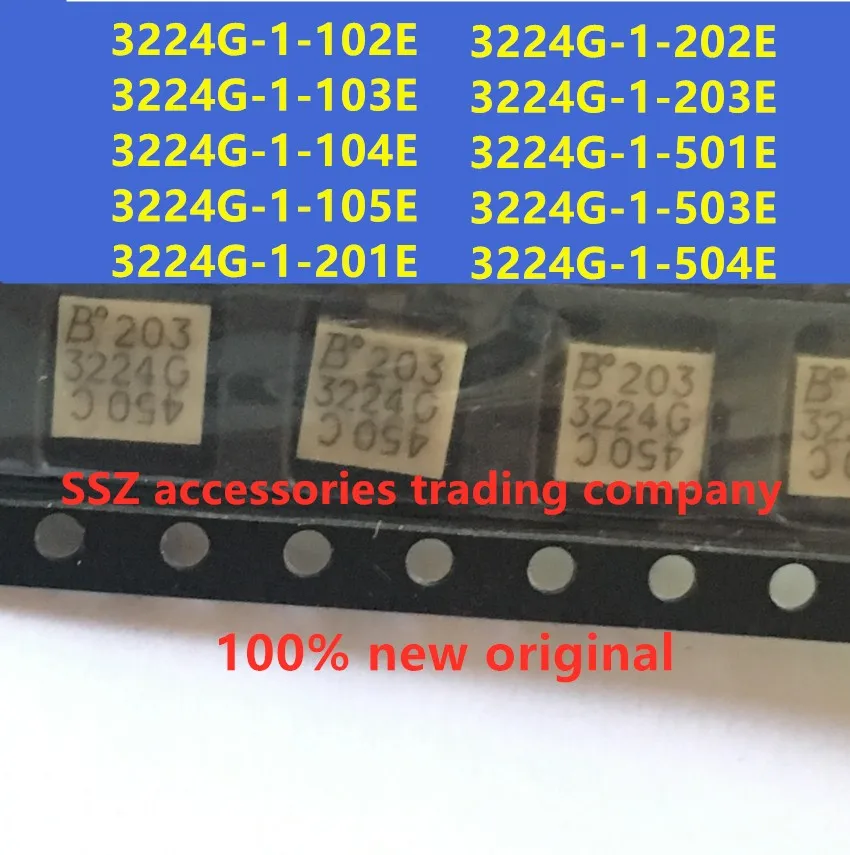 3224G-1-102E 3224G-1-202E
3224G-1-103E 3224G-1-203E
3224G-1-104E 3224G-1-501E
3224G-1-105E 3224G-1-503E
3224G-1-201E 3224G-1-504E
B° 203
3224G
450C
B° 203
3224G
450C
B° 203
3224G
450C
B°
SSZ accessories trading company
100% new original